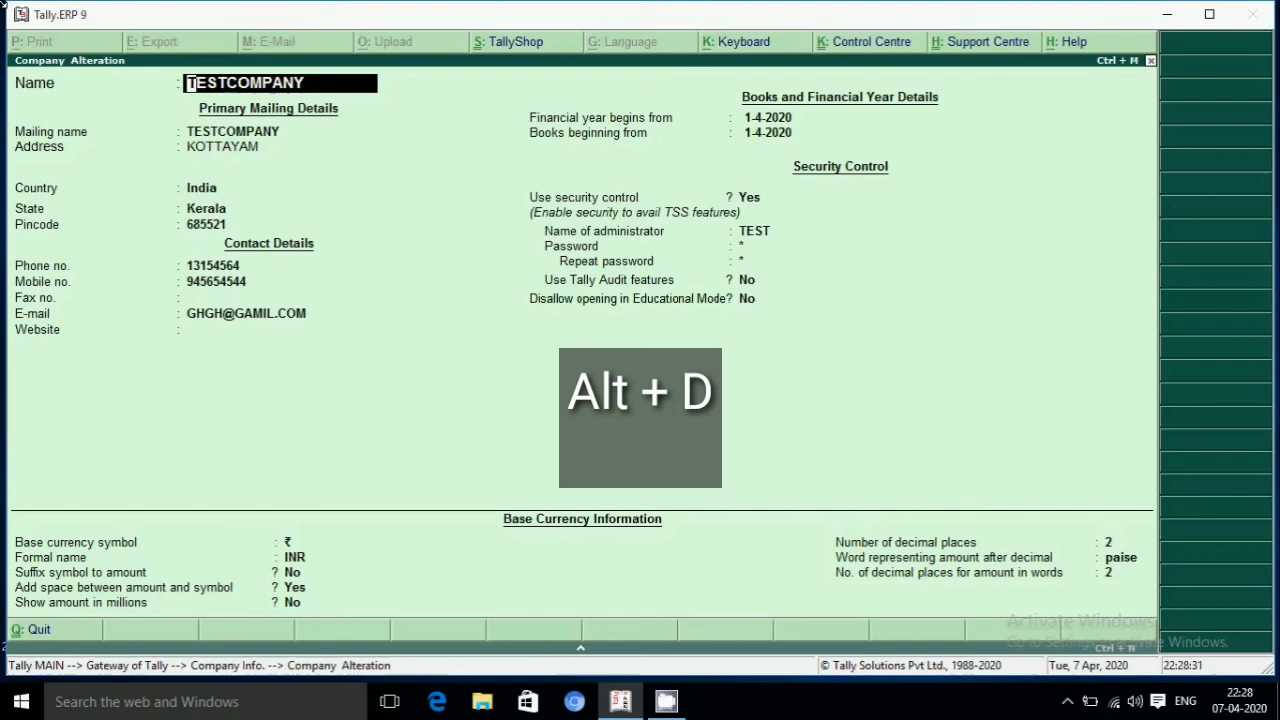 Tally.ERP 9
P: Print E: Export M: E-Mail O: Upload S: TallyShop G: Language K: Keyboard K: Control Centre H: Support Centre H: Help
Company Alteration Ctrl + M
Name : TESTCOMPANY
Primary Mailing Details
Mailing name : TESTCOMPANY
Address : KOTTAYAM
Country : India
State : Kerala
Pincode : 685521
Contact Details
Phone no. : 13154564
Mobile no. : 945654544
Fax no. :
E-mail : GHGH@GAMIL.COM
Website :
Books and Financial Year Details
Financial year begins from : 1-4-2020
Books beginning from : 1-4-2020
Security Control
Use security control ? Yes
(Enable security to avail TSS features)
Name of administrator : TEST
Password : *
Repeat password : *
Use Tally Audit features ? No
Disallow opening in Educational Mode? No
Alt + D
Base Currency Information
Base currency symbol : ₹
Formal name : INR
Suffix symbol to amount ? No
Add space between amount and symbol ? Yes
Show amount in millions ? No
Number of decimal places : 2
Word representing amount after decimal : paise
No. of decimal places for amount in words : 2
Activate Windows
Go to Settings to activate Windows.
Q: Quit
Ctrl + N
Tally MAIN --> Gateway of Tally --> Company Info. --> Company Alteration © Tally Solutions Pvt Ltd., 1988-2020 Tue, 7 Apr, 2020 22:28:31
Search the web and Windows ENG 22:28
07-04-2020